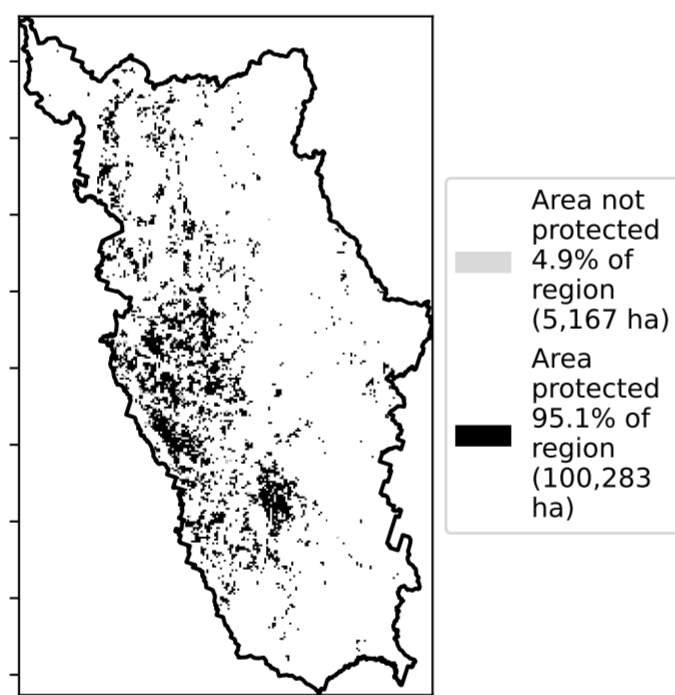 Area not
protected
4.9% of
region
(5,167 ha)
Area
protected
95.1% of
region
(100,283
ha)